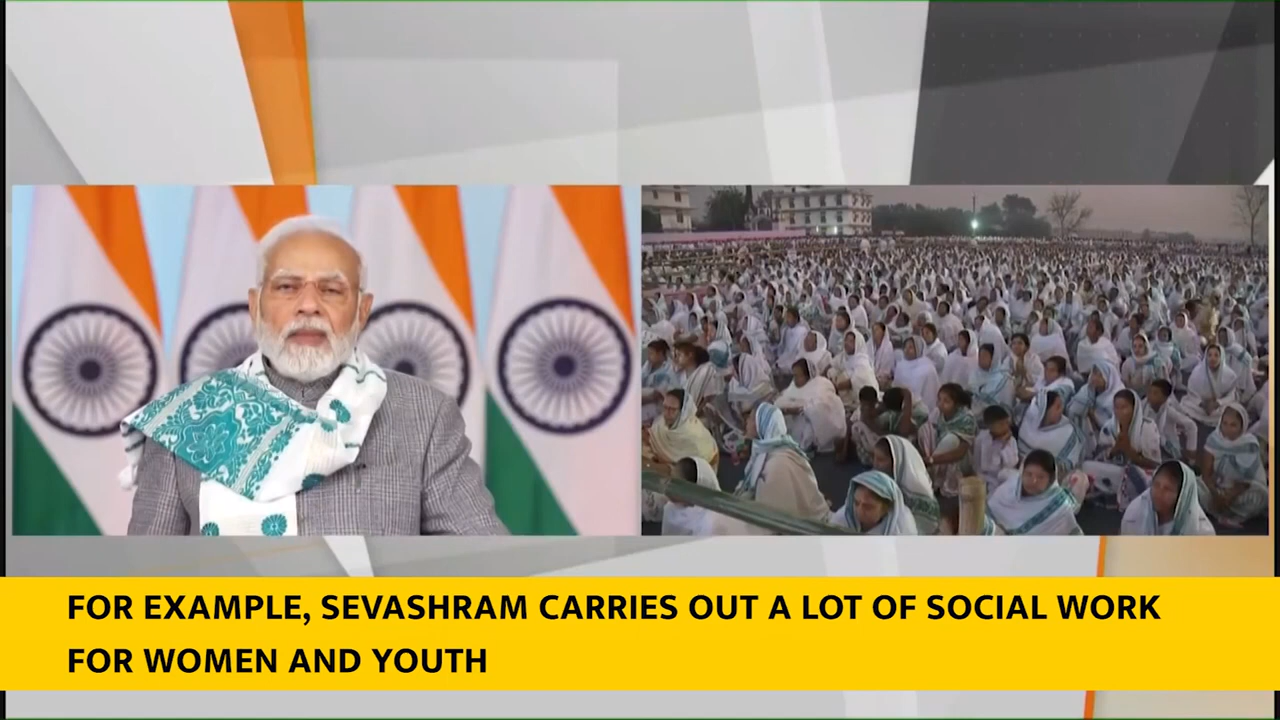 FOR EXAMPLE, SEVASHRAM CARRIES OUT A LOT OF SOCIAL WORK
FOR WOMEN AND YOUTH